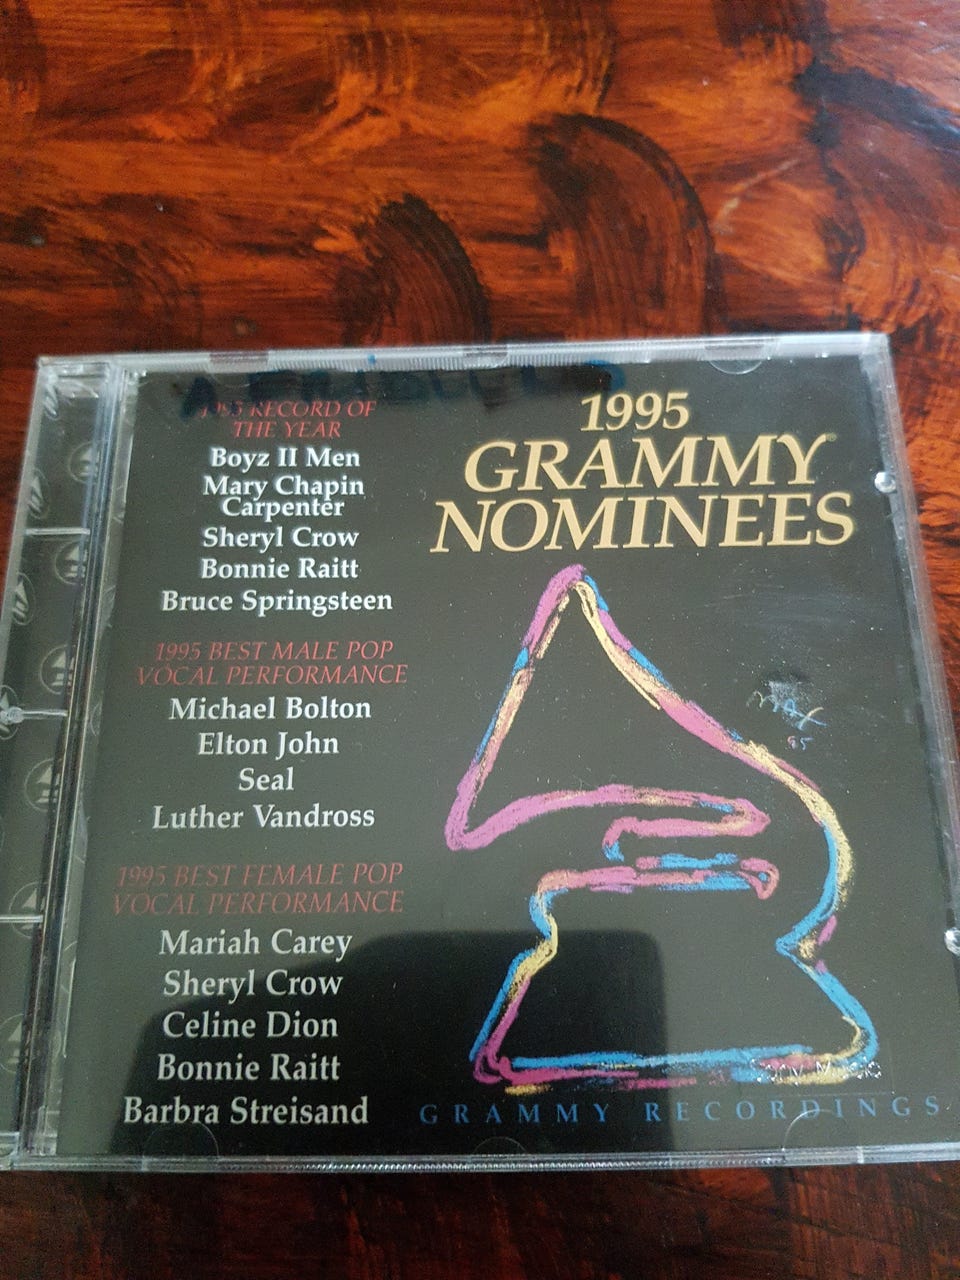 1995 RECORD OF
THE YEAR
Boyz II Men
Mary Chapin
Carpenter
Sheryl Crow
Bonnie Raitt
Bruce Springsteen
1995 BEST MALE POP
VOCAL PERFORMANCE
Michael Bolton
Elton John
Seal
Luther Vandross
1995 BEST FEMALE POP
VOCAL PERFORMANCE
Mariah Carey
Sheryl Crow
Celine Dion
Bonnie Raitt
Barbra Streisand
1995
GRAMMY
NOMINEES
MAX
95
GRAMMY RECORDINGS